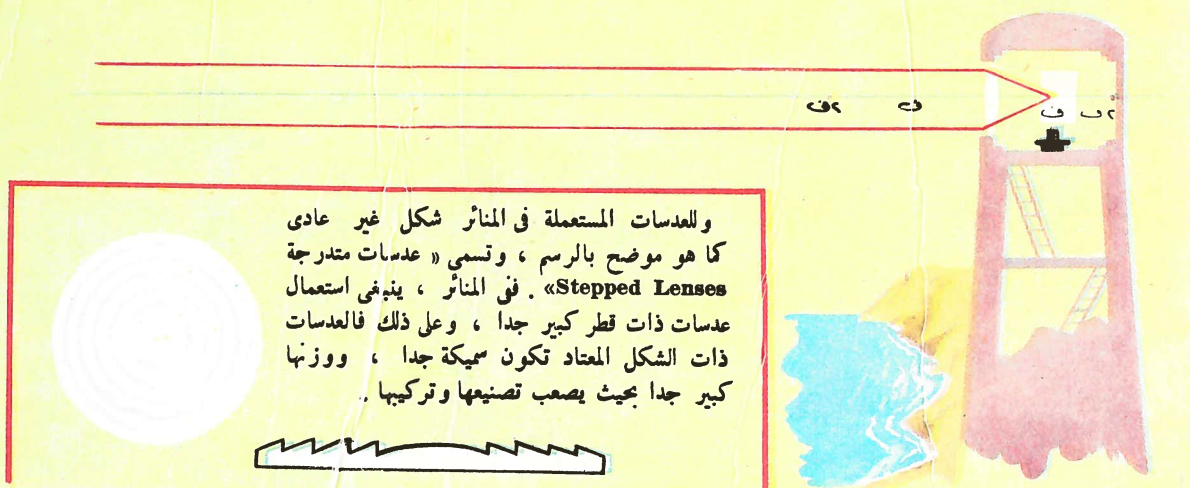 ٢ف ف ف ٢ف
وللعدسات المستعملة فى المنائر شكل غير عادى
كما هو موضح بالرسم ، وتسمى « عدسات متدرجة
Stepped Lenses» . ففى المنائر ، ينبغى استعمال
عدسات ذات قطر كبير جدا ، وعلى ذلك فالعدسات
ذات الشكل المعتاد تكون سميكة جدا ، ووزنها
كبير جدا بحيث يصعب تصنيعها وتركيبها .